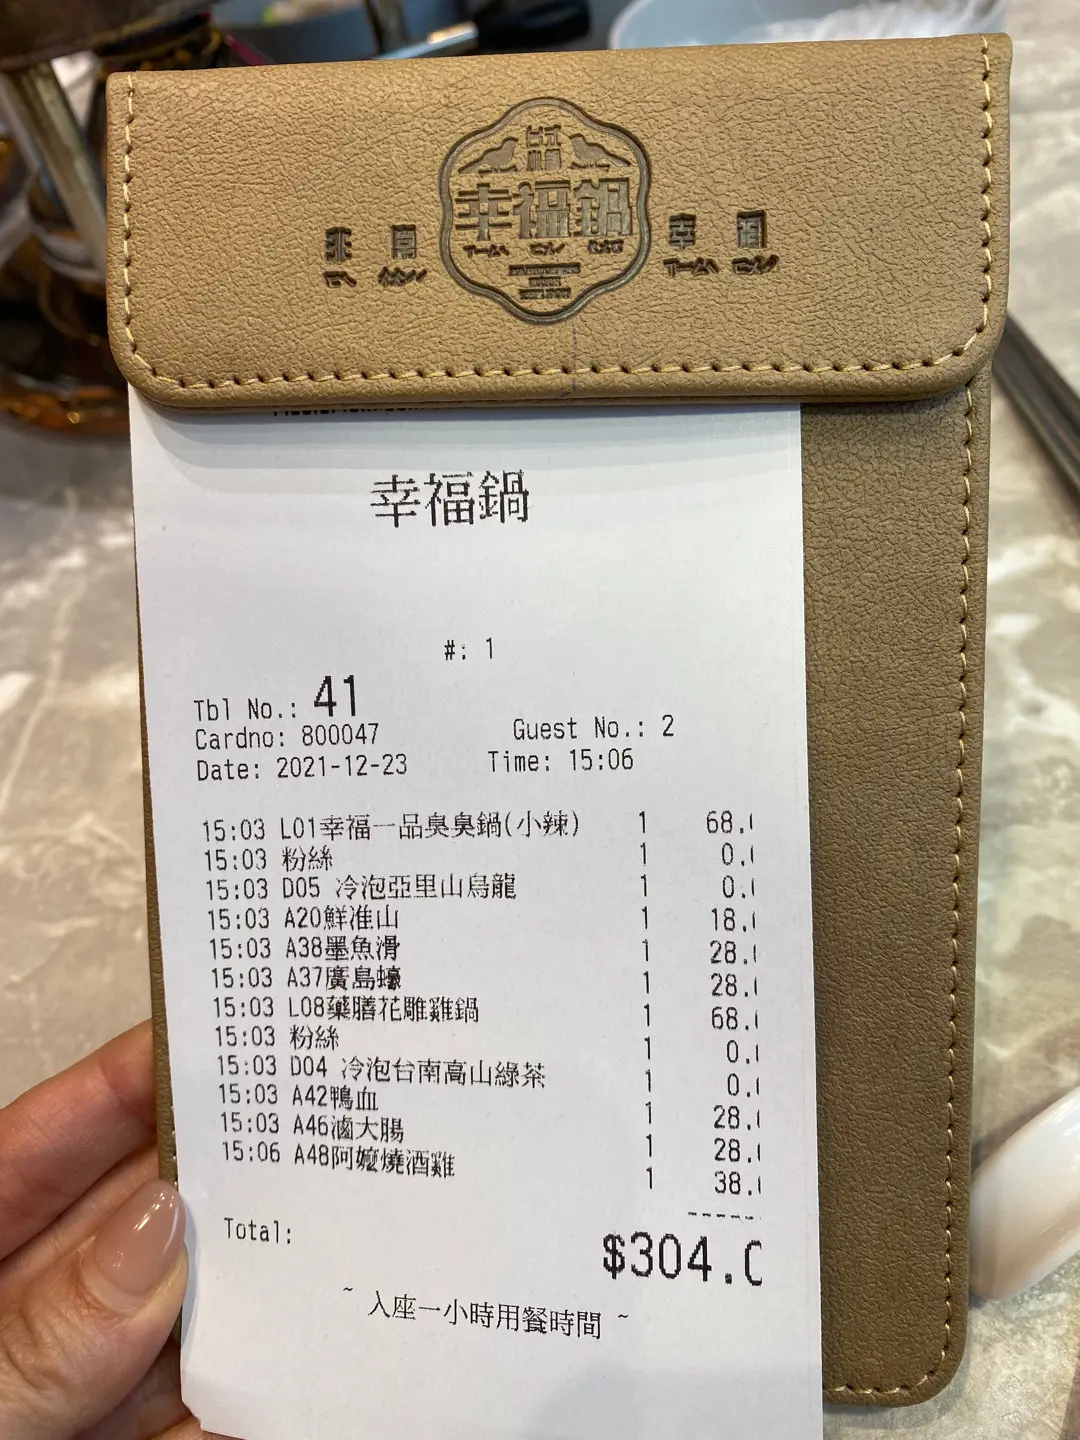 台式
小鍋
幸福鍋
非常
幸福
幸福鍋
#: 1
Tbl No.: 41
Cardno: 800047 Guest No.: 2
Date: 2021-12-23 Time: 15:06
15:03 L01幸福一品臭臭鍋(小辣) 1 68.
15:03 粉絲 1 0.
15:03 D05 冷泡亞里山烏龍 1 0.
15:03 A20鮮淮山 1 18.
15:03 A38墨魚滑 1 28.
15:03 A37廣島蠔 1 28.
15:03 L08藥膳花雕雞鍋 1 68.
15:03 粉絲 1 0.
15:03 D04 冷泡台南高山綠茶 1 0.
15:03 A42鴨血 1 28.
15:03 A46滷大腸 1 28.
15:06 A48阿嬤燒酒雞 1 38.
Total: $304.0
~ 入座一小時用餐時間 ~